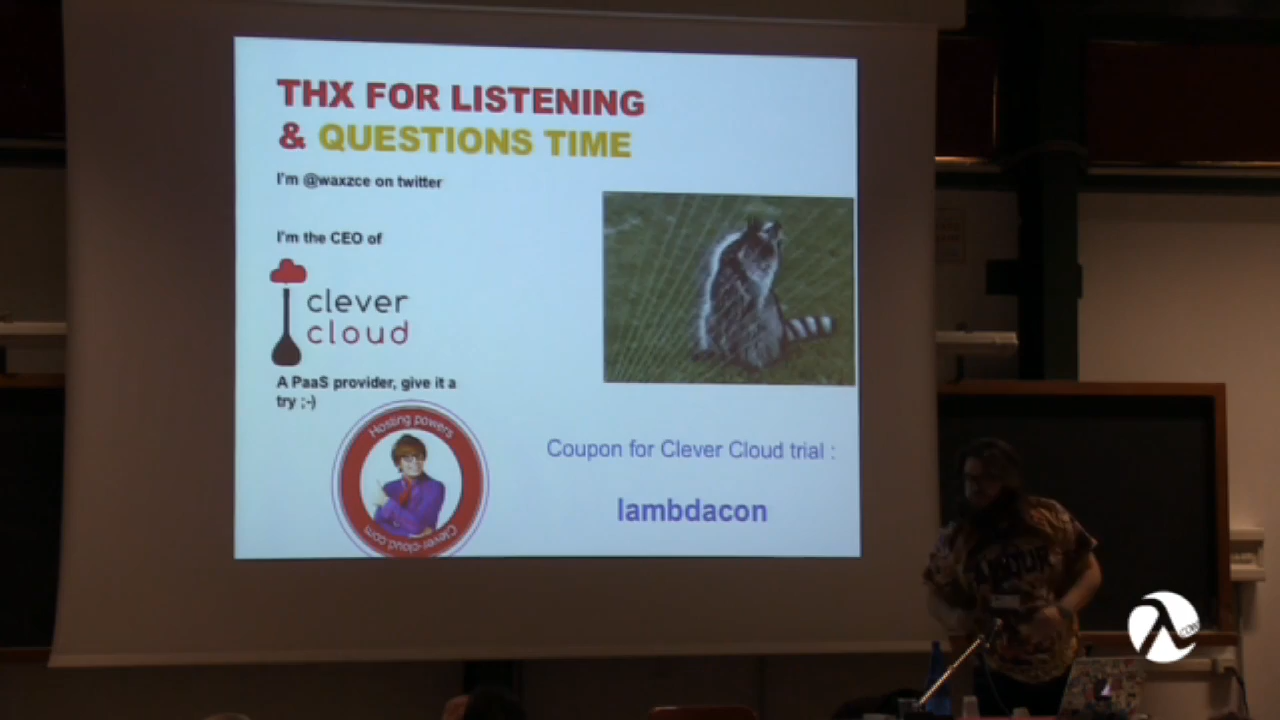 THX FOR LISTENING
& QUESTIONS TIME
I'm @waxzce on twitter
I'm the CEO of
clever
cloud
A PaaS provider, give it a
try ;-)
Hosting powers
Clever-cloud.com
Coupon for Clever Cloud trial :
lambdacon
λ
CON